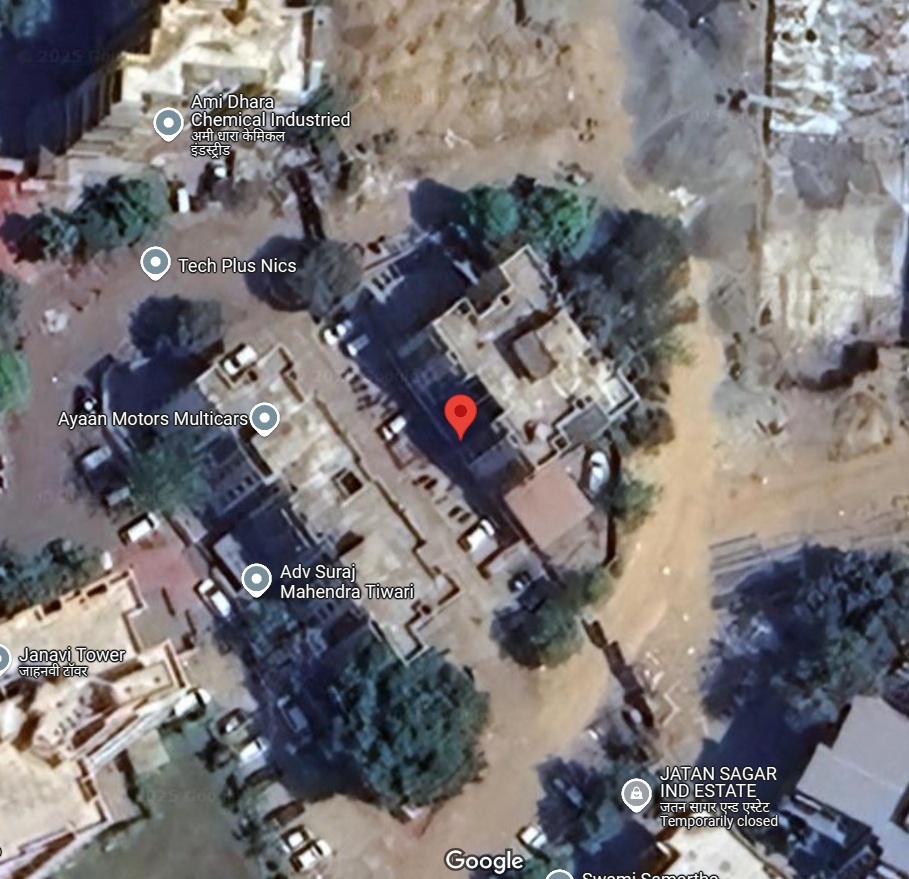 Ami Dhara
Chemical Industried
अमी धारा केमिकल
इंडस्ट्रीड
Tech Plus Nics
Ayaan Motors Multicars
Adv Suraj
Mahendra Tiwari
Janavi Tower
जाहनवी टॉवर
JATAN SAGAR
IND ESTATE
जतन सागर एन्ड एस्टेट
Temporarily closed
Google